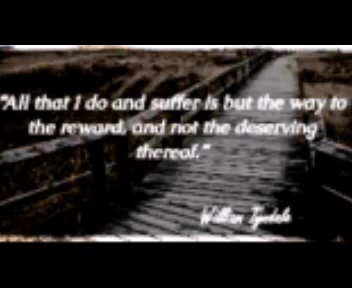 "All that I do and suffer is but the way to
the reward, and not the deserving
thereof."
William Tyndale